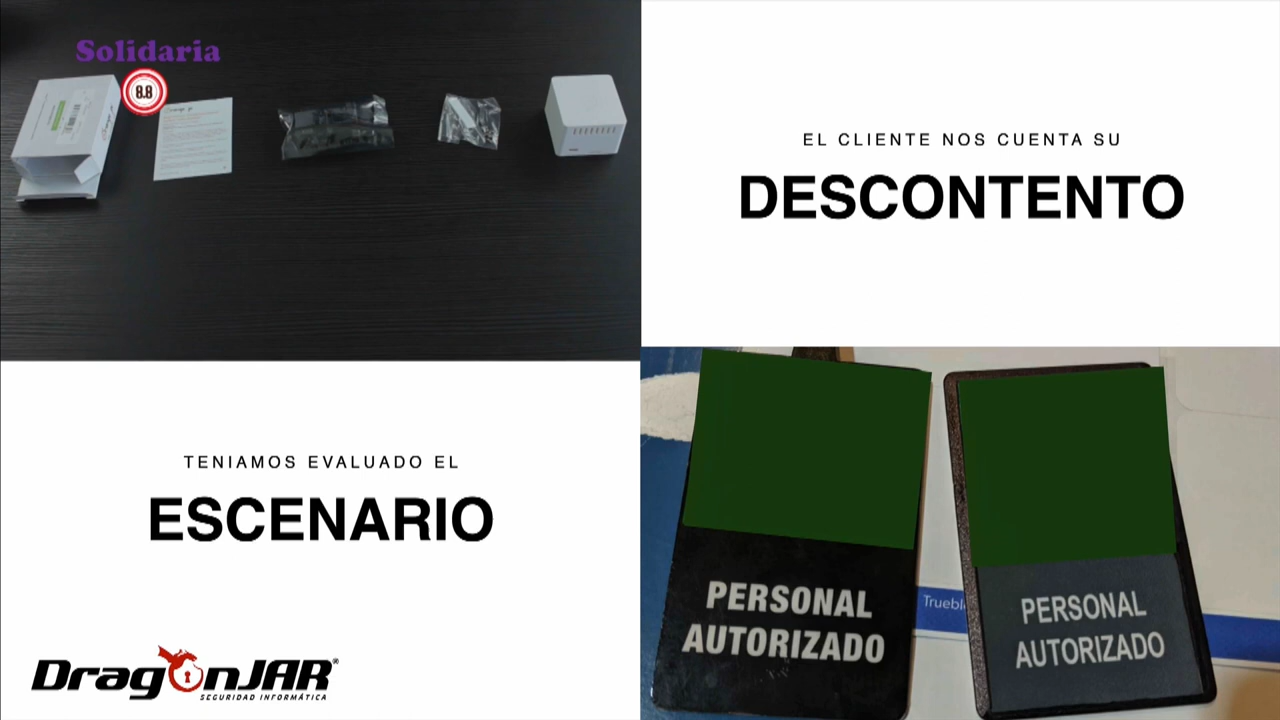 Solidaria
8.8
EL CLIENTE NOS CUENTA SU
DESCONTENTO
TENIAMOS EVALUADO EL
ESCENARIO
PERSONAL
AUTORIZADO
PERSONAL
AUTORIZADO
DragonJAR®
SEGURIDAD INFORMÁTICA